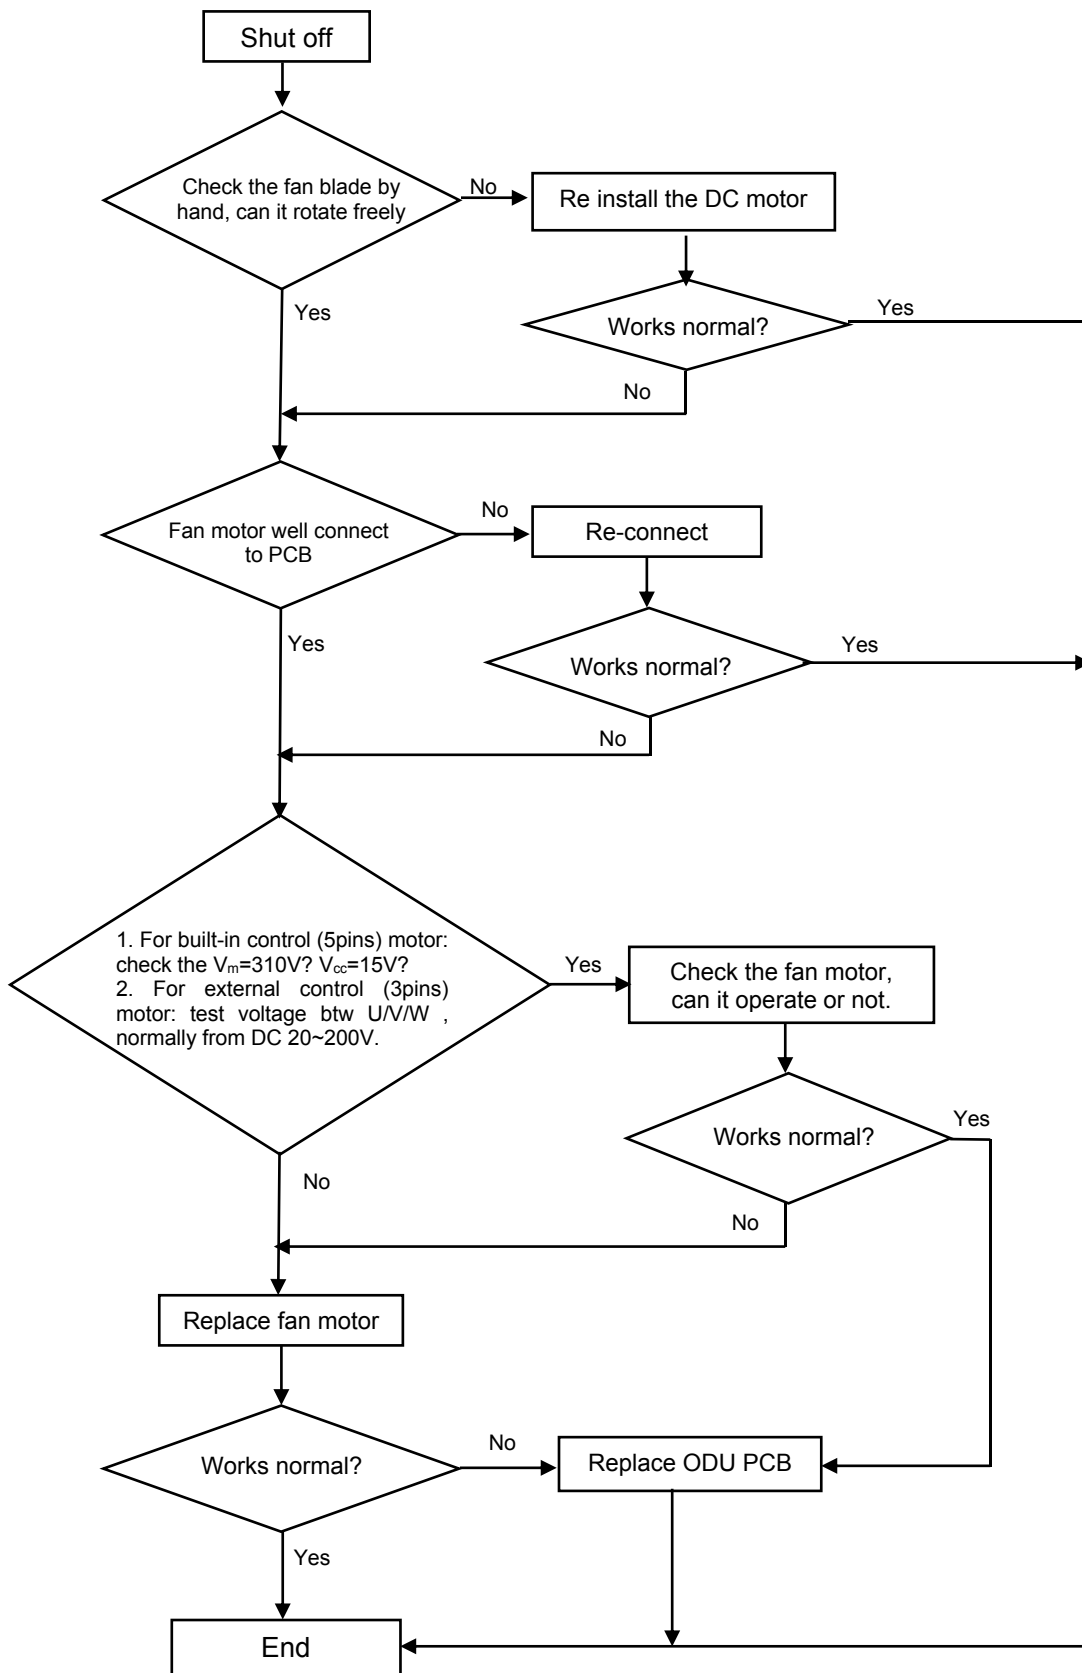 Shut off
Check the fan blade by
hand, can it rotate freely
No
Re install the DC motor
Yes
Works normal?
Yes
No
Fan motor well connect
to PCB
No
Re-connect
Yes
Works normal?
Yes
No
1. For built-in control (5pins) motor:
check the Vm=310V? Vcc=15V?
2. For external control (3pins)
motor: test voltage btw U/V/W ,
normally from DC 20~200V.
Yes
Check the fan motor,
can it operate or not.
Works normal?
Yes
No
No
Replace fan motor
Works normal?
No
Replace ODU PCB
Yes
End